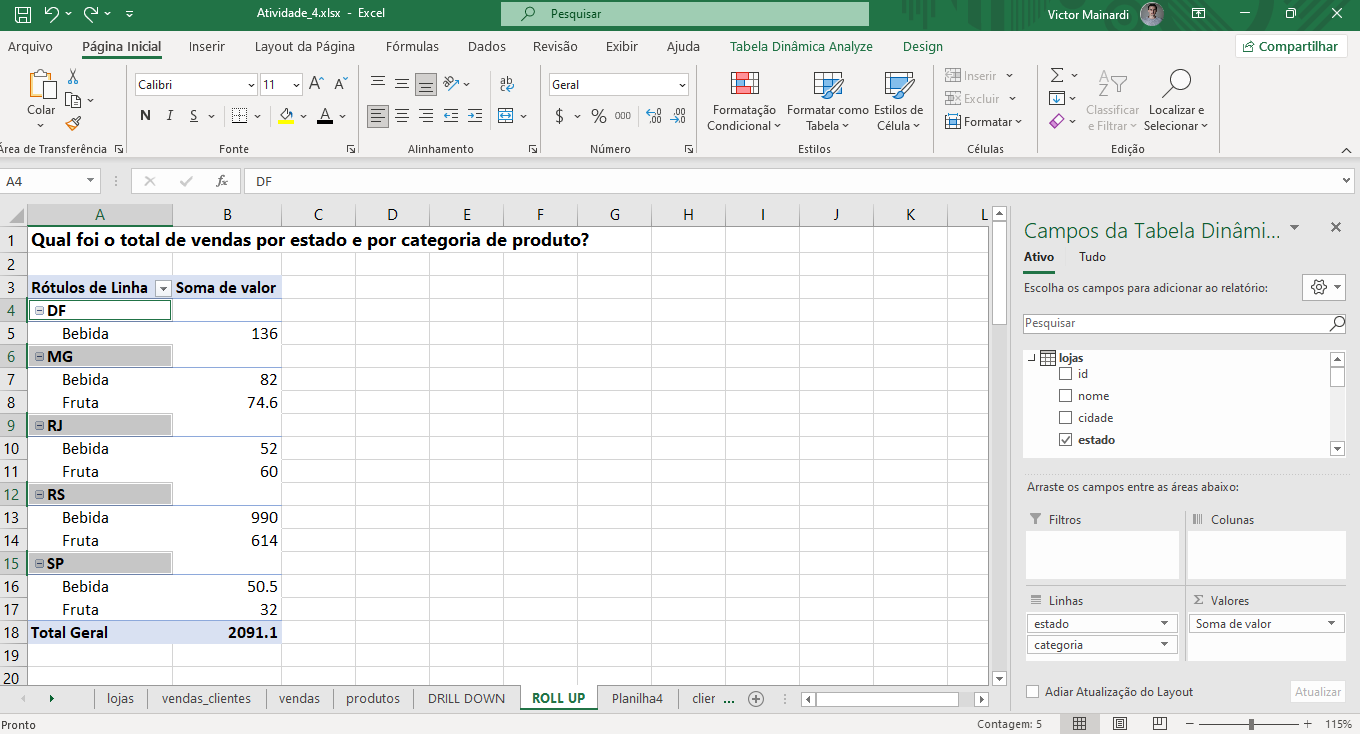 Atividade_4.xlsx - Excel
Pesquisar
Victor Mainardi
Arquivo Página Inicial Inserir Layout da Página Fórmulas Dados Revisão Exibir Ajuda Tabela Dinâmica Analyze Design
Compartilhar
Colar
Área de Transferência
Calibri 11
N I S
Fonte
Alinhamento
Geral
$ % 000
Número
Formatação Condicional
Formatar como Tabela
Estilos de Célula
Estilos
Inserir
Excluir
Formatar
Células
Classificar e Filtrar
Localizar e Selecionar
Edição
A4 fx DF
A B C D E F G H I J K L
1 Qual foi o total de vendas por estado e por categoria de produto?
2
3 Rótulos de Linha Soma de valor
4 DF
5 Bebida 136
6 MG
7 Bebida 82
8 Fruta 74.6
9 RJ
10 Bebida 52
11 Fruta 60
12 RS
13 Bebida 990
14 Fruta 614
15 SP
16 Bebida 50.5
17 Fruta 32
18 Total Geral 2091.1
19
20
Campos da Tabela Dinâmi...
Ativo Tudo
Escolha os campos para adicionar ao relatório:
Pesquisar
lojas
id
nome
cidade
estado
Arraste os campos entre as áreas abaixo:
Filtros Colunas
Linhas Valores
estado Soma de valor
categoria
Adiar Atualização do Layout Atualizar
lojas vendas_clientes vendas produtos DRILL DOWN ROLL UP Planilha4 clier ...
Pronto Contagem: 5 115%